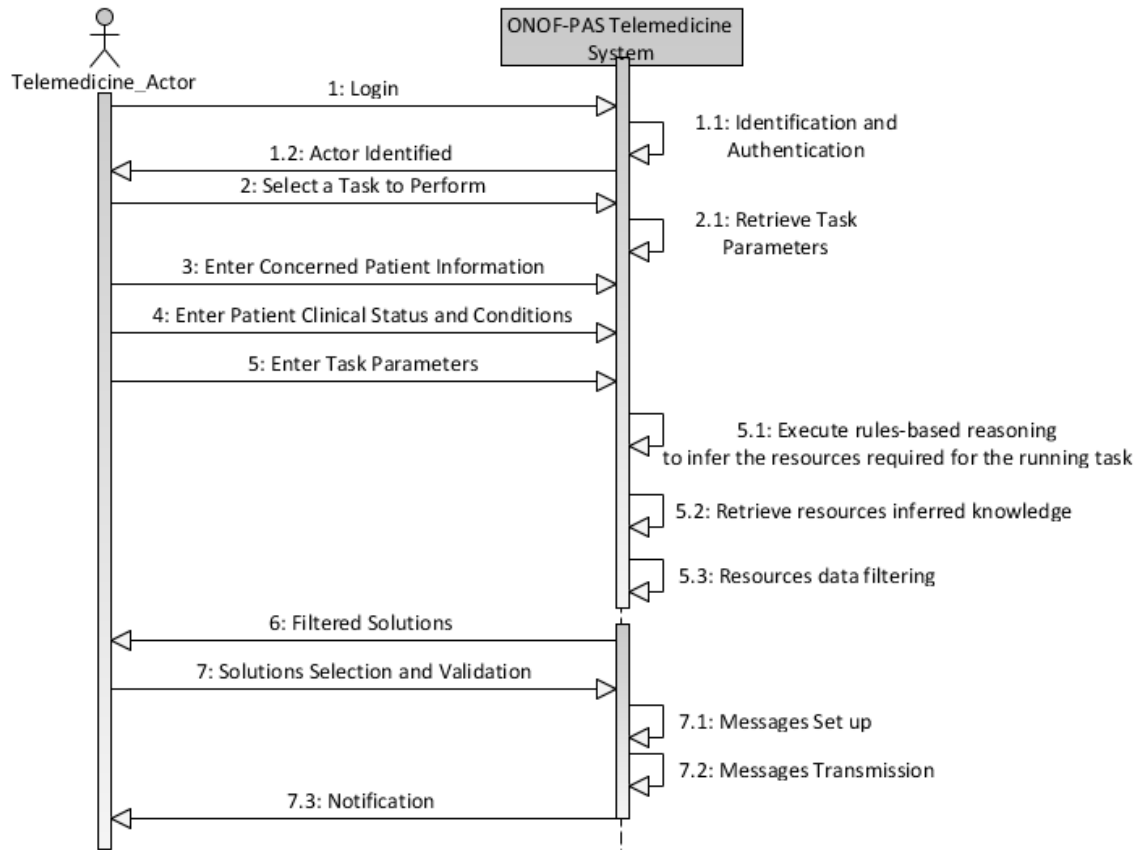 ONOF-PAS Telemedicine
System
Telemedicine_Actor
1: Login
1.1: Identification and
Authentication
1.2: Actor Identified
2: Select a Task to Perform
2.1: Retrieve Task
Parameters
3: Enter Concerned Patient Information
4: Enter Patient Clinical Status and Conditions
5: Enter Task Parameters
5.1: Execute rules-based reasoning
to infer the resources required for the running task
5.2: Retrieve resources inferred knowledge
5.3: Resources data filtering
6: Filtered Solutions
7: Solutions Selection and Validation
7.1: Messages Set up
7.2: Messages Transmission
7.3: Notification